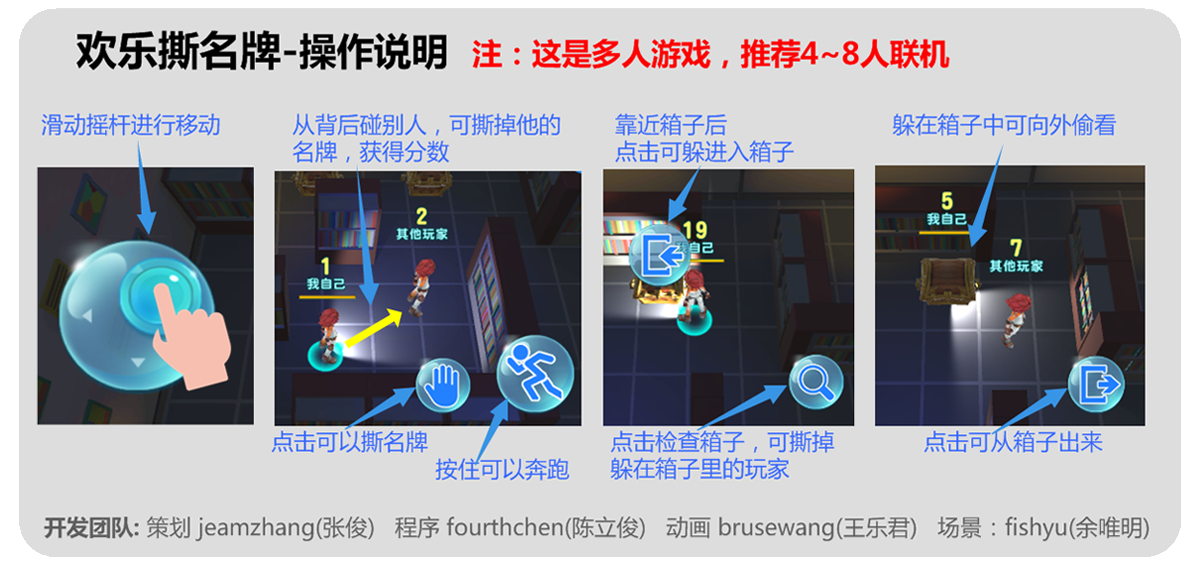 欢乐撕名牌-操作说明 注：这是多人游戏，推荐4~8人联机
滑动摇杆进行移动
从背后碰别人，可撕掉他的
名牌，获得分数
靠近箱子后
点击可躲进入箱子
躲在箱子中可向外偷看
1
我自己
2
其他玩家
19
我自己
5
我自己
7
其他玩家
点击可以撕名牌
按住可以奔跑
点击检查箱子，可撕掉
躲在箱子里的玩家
点击可从箱子出来
开发团队: 策划 jeamzhang(张俊) 程序 fourthchen(陈立俊) 动画 brusewang(王乐君) 场景：fishyu(余唯明)